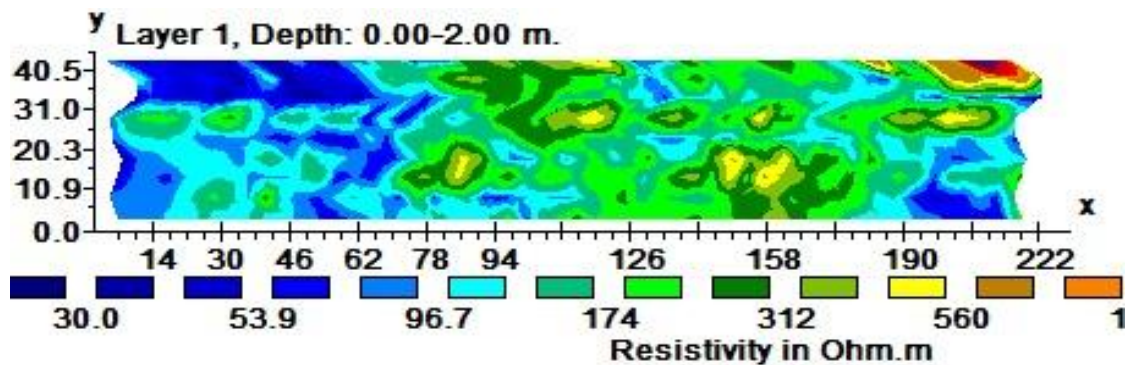 y Layer 1, Depth: 0.00-2.00 m.
40.5
31.0
20.3
10.9
0.0
x
14 30 46 62 78 94 126 158 190 222
30.0 53.9 96.7 174 312 560 1
Resistivity in Ohm.m